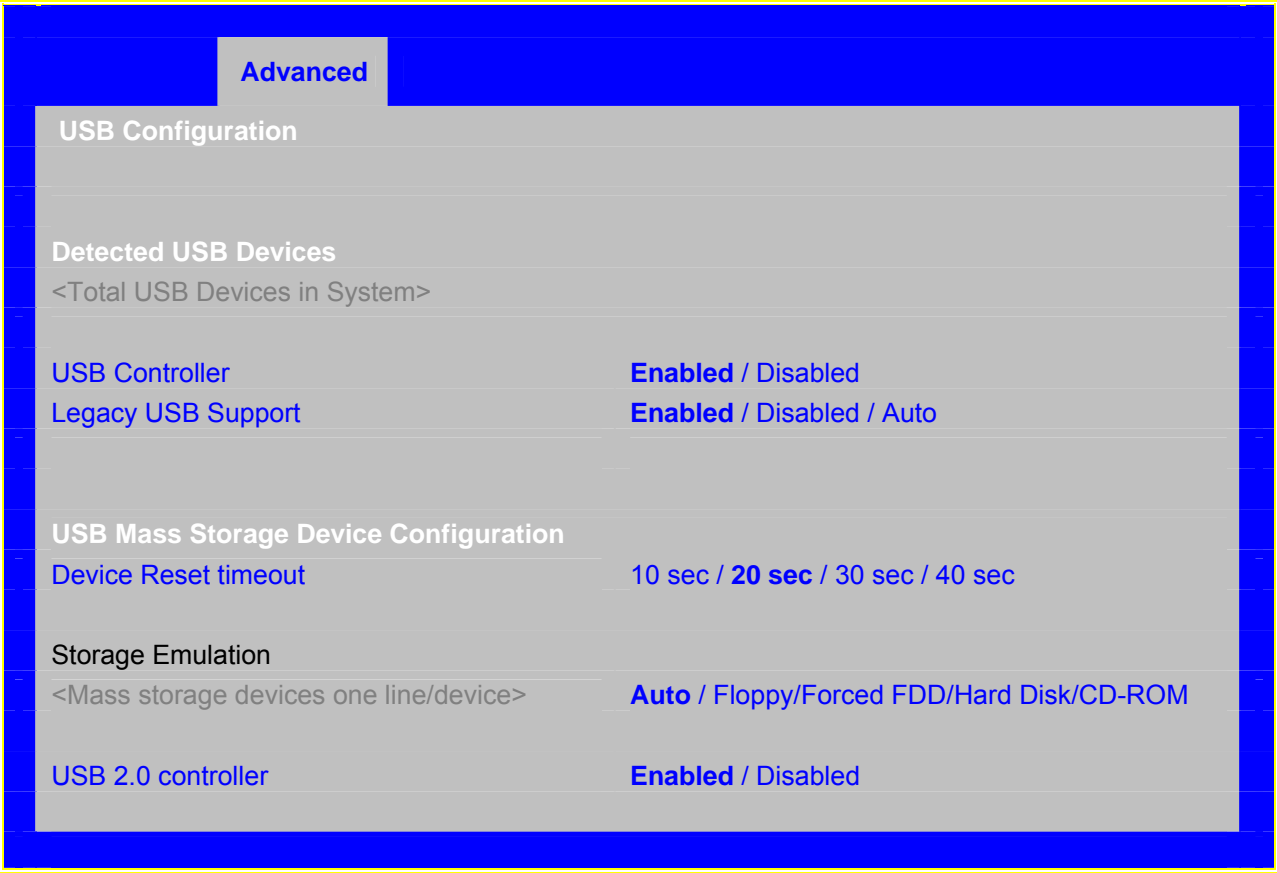 Advanced
USB Configuration
Detected USB Devices
<Total USB Devices in System>
USB Controller Enabled / Disabled
Legacy USB Support Enabled / Disabled / Auto
USB Mass Storage Device Configuration
Device Reset timeout 10 sec / 20 sec / 30 sec / 40 sec
Storage Emulation
<Mass storage devices one line/device> Auto / Floppy/Forced FDD/Hard Disk/CD-ROM
USB 2.0 controller Enabled / Disabled